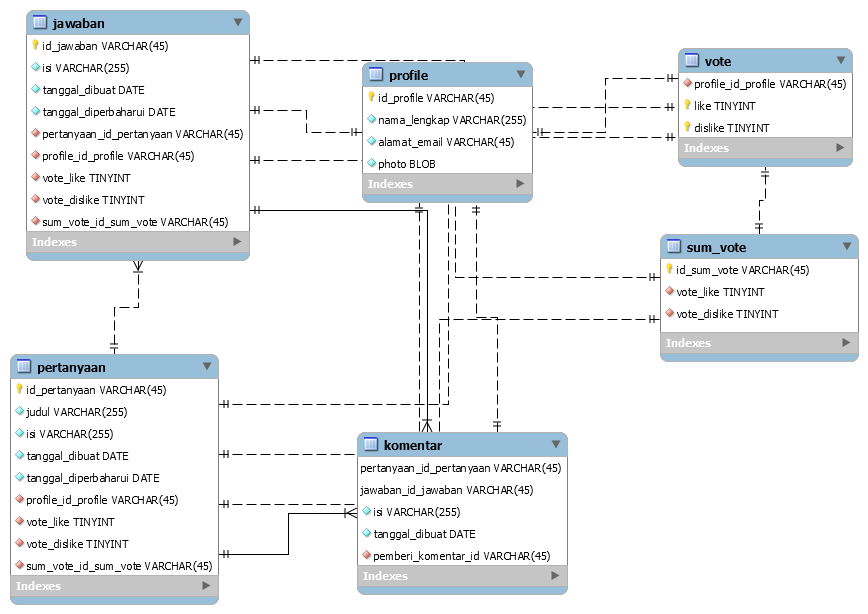 jawaban
id_jawaban VARCHAR(45)
isi VARCHAR(255)
tanggal_dibuat DATE
tanggal_diperbaharui DATE
pertanyaan_id_pertanyaan VARCHAR(45)
profile_id_profile VARCHAR(45)
vote_like TINYINT
vote_dislike TINYINT
sum_vote_id_sum_vote VARCHAR(45)
Indexes
profile
id_profile VARCHAR(45)
nama_lengkap VARCHAR(255)
alamat_email VARCHAR(45)
photo BLOB
Indexes
vote
profile_id_profile VARCHAR(45)
like TINYINT
dislike TINYINT
Indexes
sum_vote
id_sum_vote VARCHAR(45)
vote_like TINYINT
vote_dislike TINYINT
Indexes
pertanyaan
id_pertanyaan VARCHAR(45)
judul VARCHAR(255)
isi VARCHAR(255)
tanggal_dibuat DATE
tanggal_diperbaharui DATE
profile_id_profile VARCHAR(45)
vote_like TINYINT
vote_dislike TINYINT
sum_vote_id_sum_vote VARCHAR(45)
Indexes
komentar
pertanyaan_id_pertanyaan VARCHAR(45)
jawaban_id_jawaban VARCHAR(45)
isi VARCHAR(255)
tanggal_dibuat DATE
pemberi_komentar_id VARCHAR(45)
Indexes